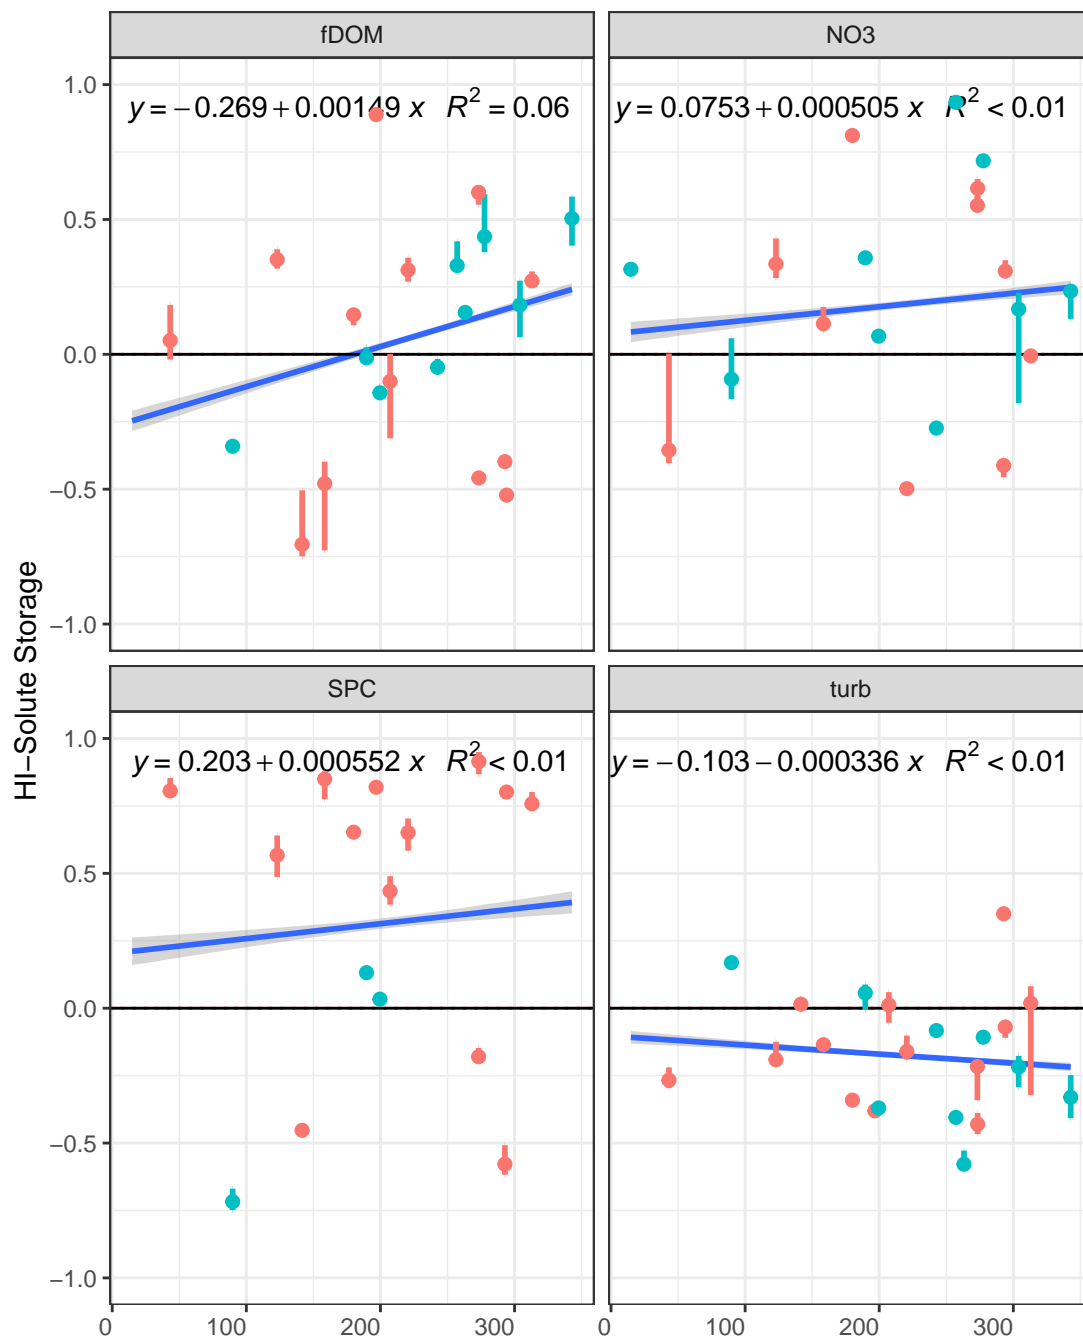 fDOM NO3
1.0
y = −0.269 + 0.00149 x R² = 0.06 y = 0.0753 + 0.000505 x R² < 0.01
0.5
0.0
−0.5
−1.0
HI−Solute Storage
SPC turb
1.0
y = 0.203 + 0.000552 x R² < 0.01 y = −0.103 − 0.000336 x R² < 0.01
0.5
0.0
−0.5
−1.0
0 100 200 300 0 100 200 300